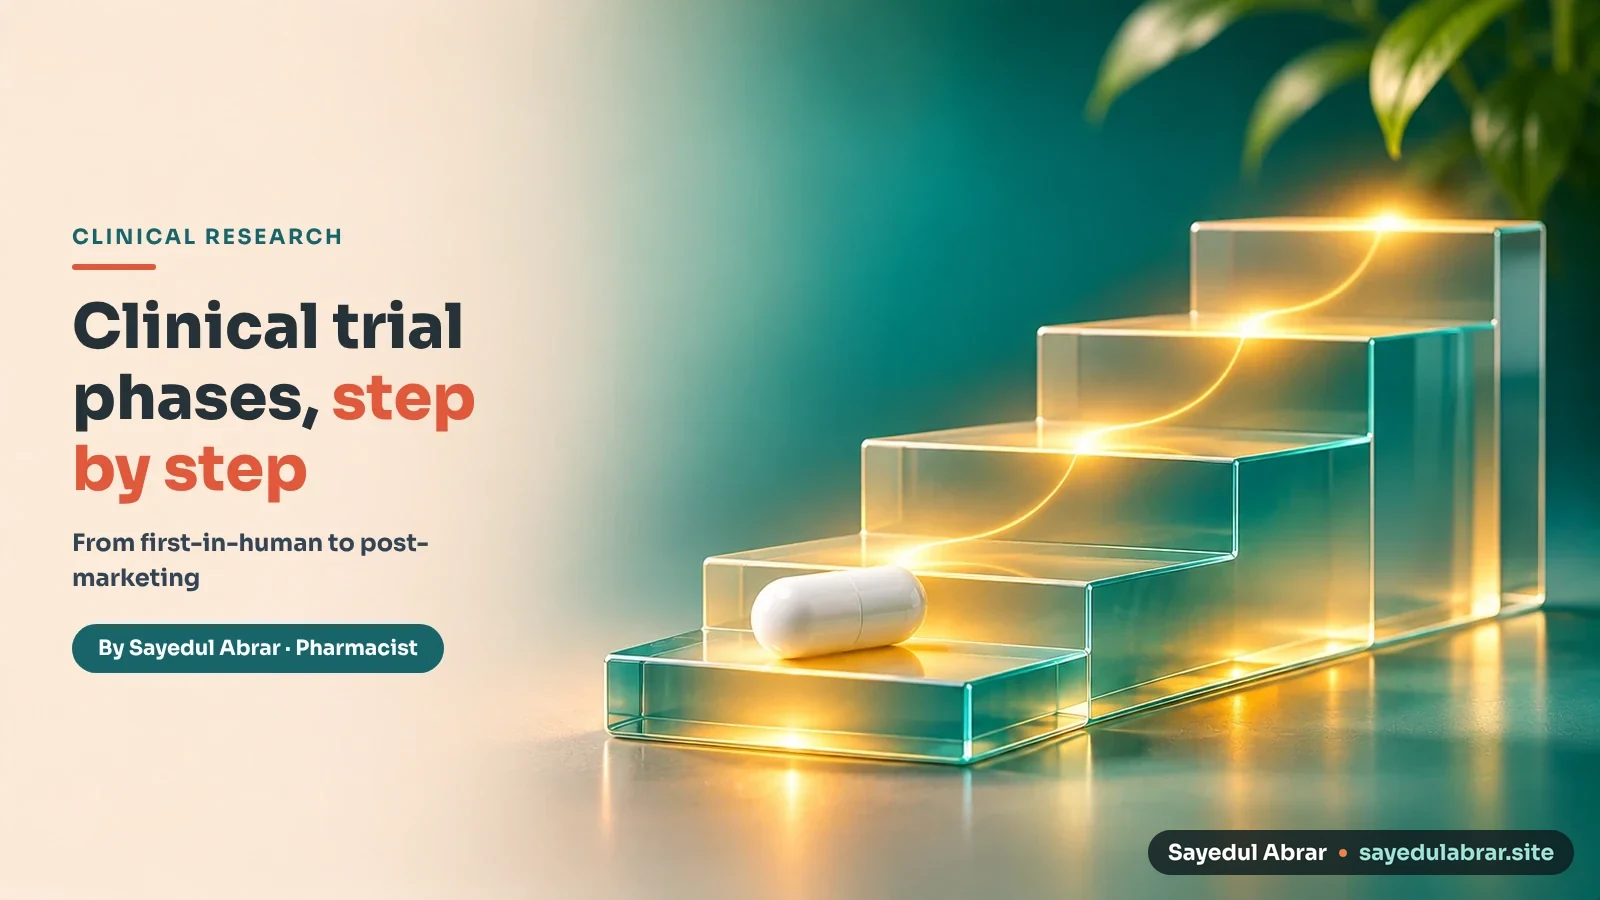 CLINICAL RESEARCH
Clinical trial
phases, step
by step
From first-in-human to post-
marketing
By Sayedul Abrar · Pharmacist
Sayedul Abrar • sayedulabrar.site